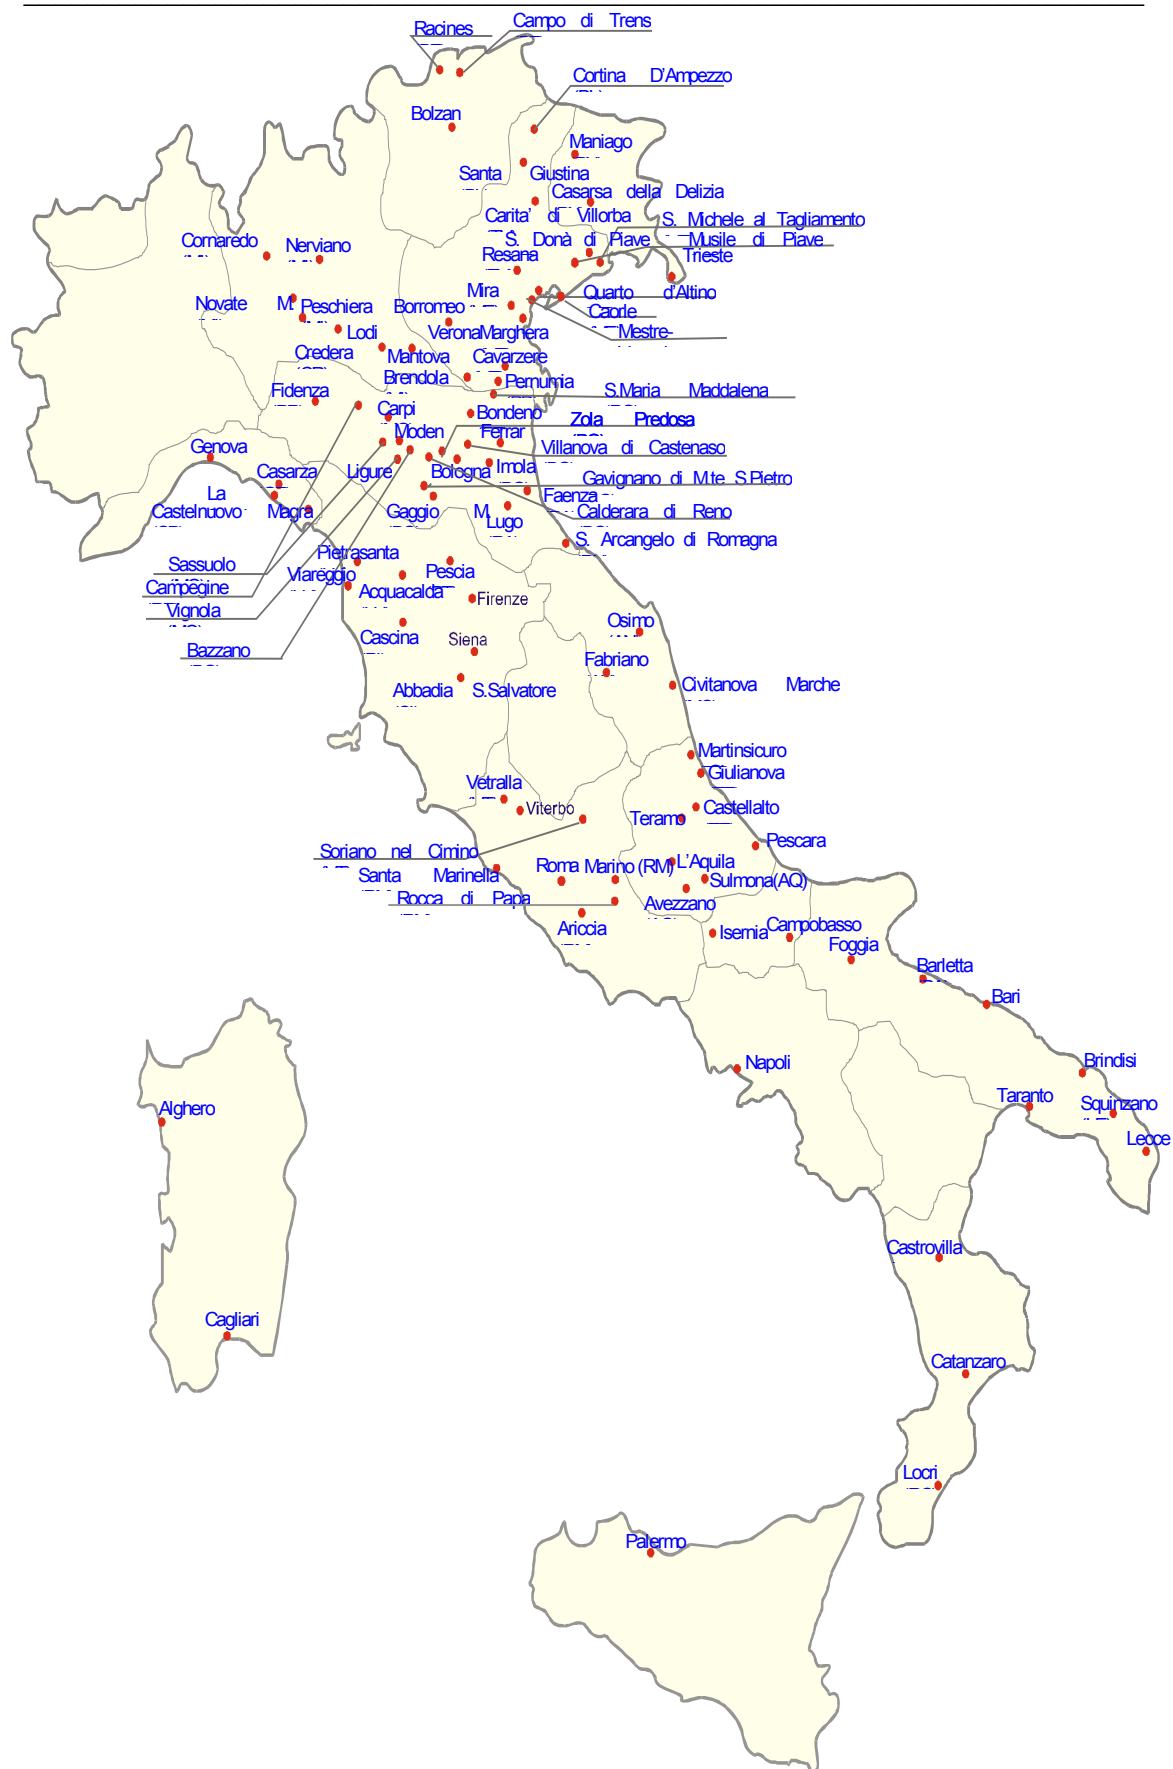 Racines
Campo di Trens
Cortina D'Ampezzo
Bolzan
Maniago
Santa Giustina
Casarsa della Delizia
Carita' di Villorba
S. Michele al Tagliamento
S. Donà di Piave
Musile di Piave
Cornaredo
Nerviano
Resana
Trieste
Mira
Quarto d'Altino
Novate M.
Peschiera
Borromeo
Caorle
Lodi
Verona
Marghera
Mestre-
Credera
Mantova
Cavarzere
Brendola
Pernumia
Fidenza
S.Maria Maddalena
Carpi
Bondeno
Zola Predosa
Moden
Ferrar
Genova
Villanova di Castenaso
Casarza Ligure
Bologna
Imola
Gavignano di M.te S.Pietro
La
Faenza
Castelnuovo Magra
Gaggio M.
Calderara di Reno
Lugo
S. Arcangelo di Romagna
Pietrasanta
Sassuolo
Viareggio
Pescia
Campegine
Acquacalda
Firenze
Vignola
Osimo
Cascina
Siena
Bazzano
Fabriano
Abbadia S.Salvatore
Civitanova Marche
Martinsicuro
Giulianova
Vetralla
Viterbo
Castellalto
Teramo
Pescara
Soriano nel Cimino
Roma
Marino (RM)
L'Aquila
Santa Marinella
Sulmona(AQ)
Rocca di Papa
Avezzano
Ariccia
Isernia
Campobasso
Foggia
Barletta
Bari
Napoli
Brindisi
Taranto
Squinzano
Alghero
Lecce
Castrovilla
Cagliari
Catanzaro
Locri
Palermo